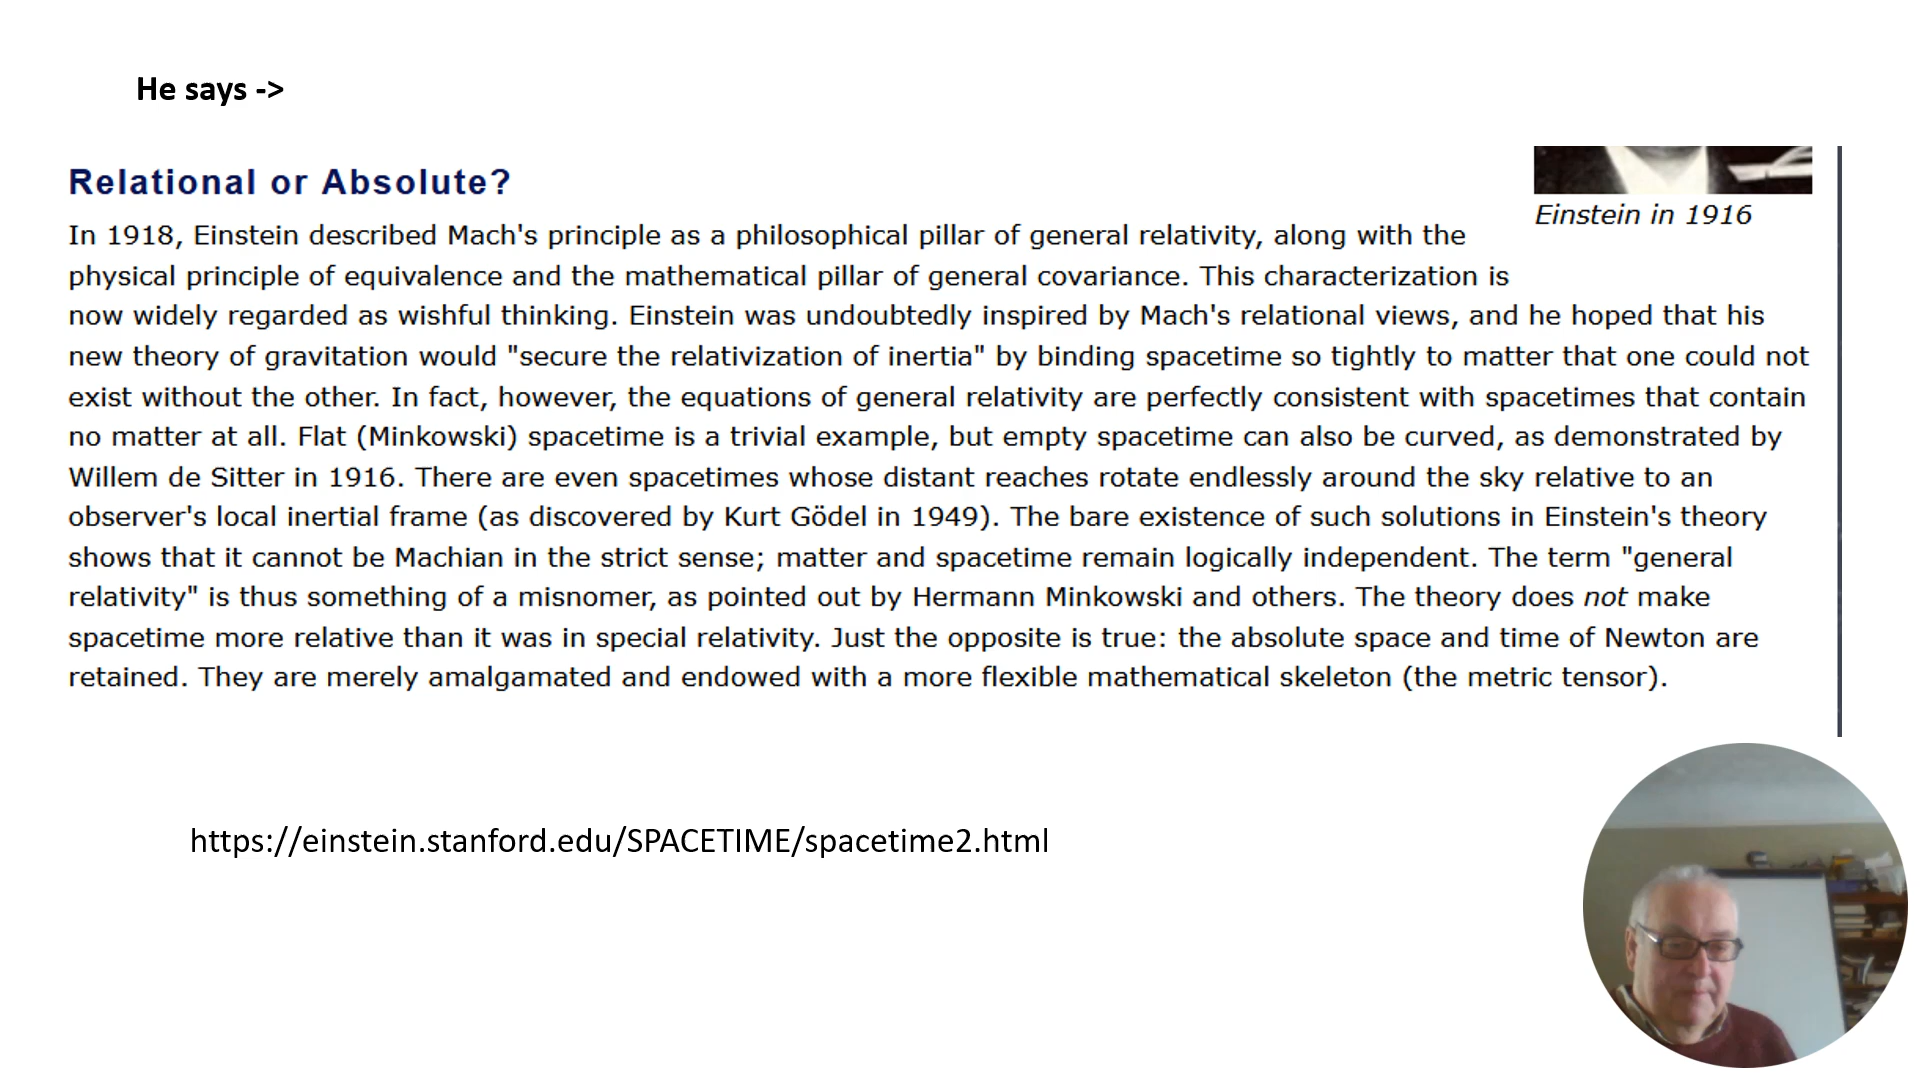 He says ->
Relational or Absolute?
Einstein in 1916
In 1918, Einstein described Mach's principle as a philosophical pillar of general relativity, along with the
physical principle of equivalence and the mathematical pillar of general covariance. This characterization is
now widely regarded as wishful thinking. Einstein was undoubtedly inspired by Mach's relational views, and he hoped that his
new theory of gravitation would "secure the relativization of inertia" by binding spacetime so tightly to matter that one could not
exist without the other. In fact, however, the equations of general relativity are perfectly consistent with spacetimes that contain
no matter at all. Flat (Minkowski) spacetime is a trivial example, but empty spacetime can also be curved, as demonstrated by
Willem de Sitter in 1916. There are even spacetimes whose distant reaches rotate endlessly around the sky relative to an
observer's local inertial frame (as discovered by Kurt Gödel in 1949). The bare existence of such solutions in Einstein's theory
shows that it cannot be Machian in the strict sense; matter and spacetime remain logically independent. The term "general
relativity" is thus something of a misnomer, as pointed out by Hermann Minkowski and others. The theory does not make
spacetime more relative than it was in special relativity. Just the opposite is true: the absolute space and time of Newton are
retained. They are merely amalgamated and endowed with a more flexible mathematical skeleton (the metric tensor).
https://einstein.stanford.edu/SPACETIME/spacetime2.html